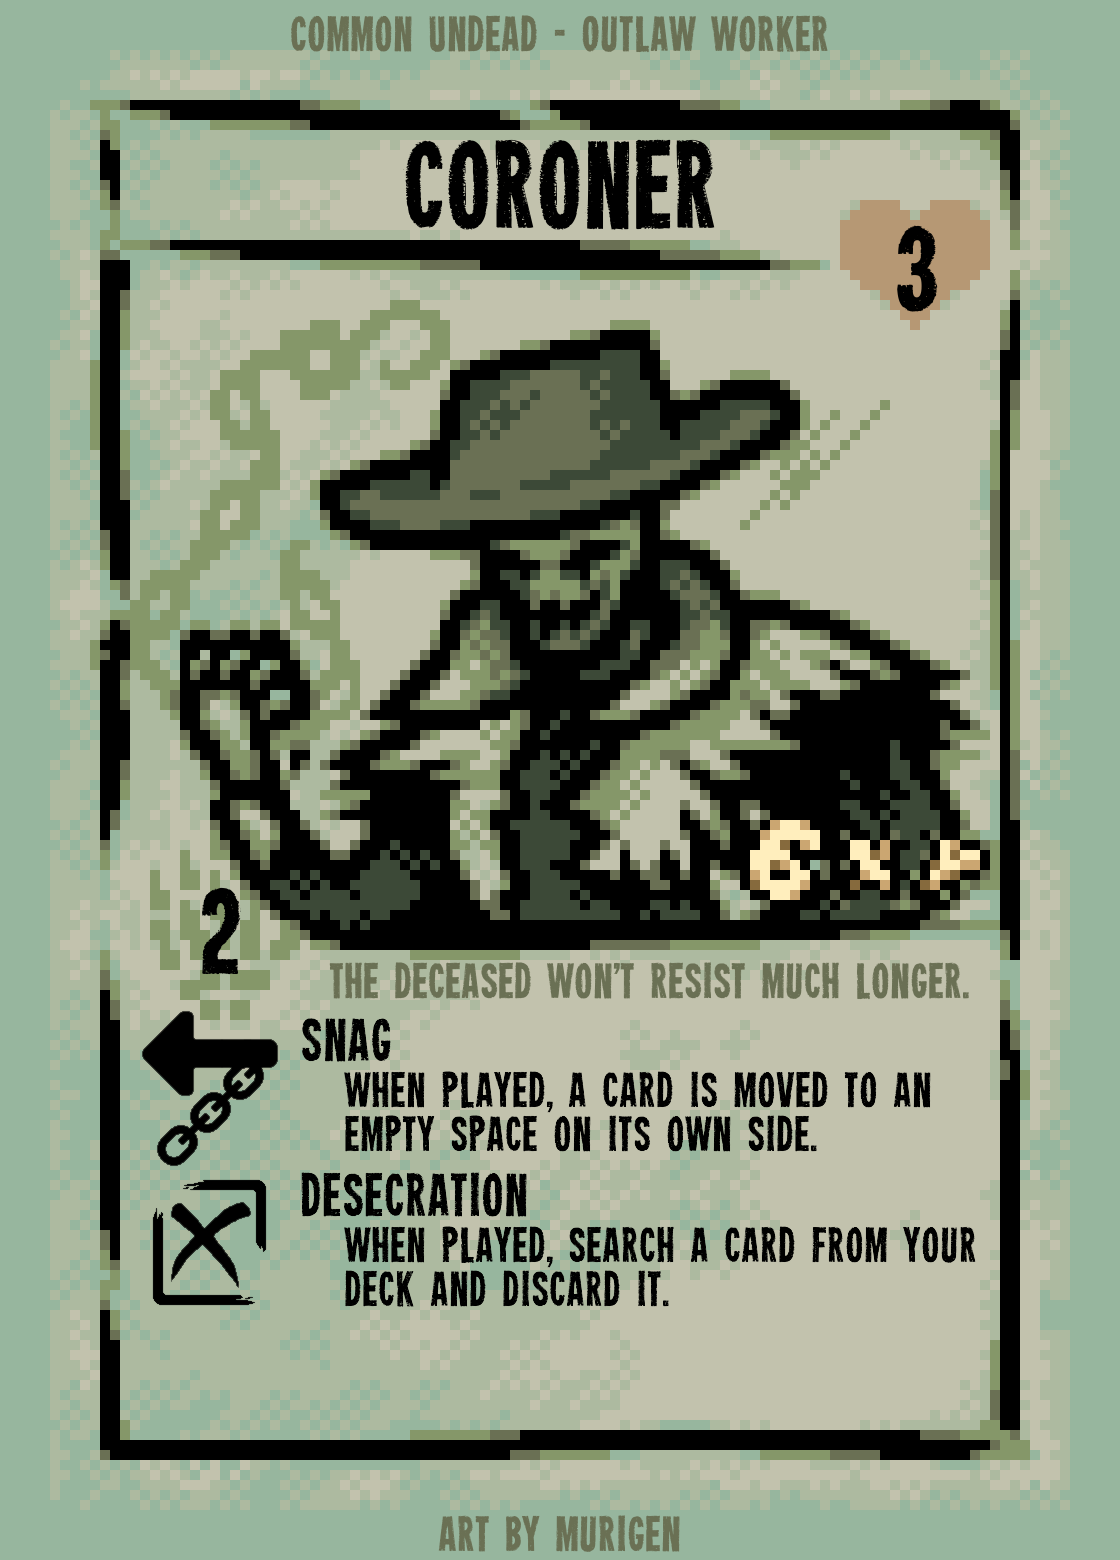 COMMON UNDEAD - OUTLAW WORKER
CORONER
3
6 X Y
2
THE DECEASED WON'T RESIST MUCH LONGER.
SNAG
WHEN PLAYED, A CARD IS MOVED TO AN
EMPTY SPACE ON ITS OWN SIDE.
DESECRATION
WHEN PLAYED, SEARCH A CARD FROM YOUR
DECK AND DISCARD IT.
ART BY MURIGEN